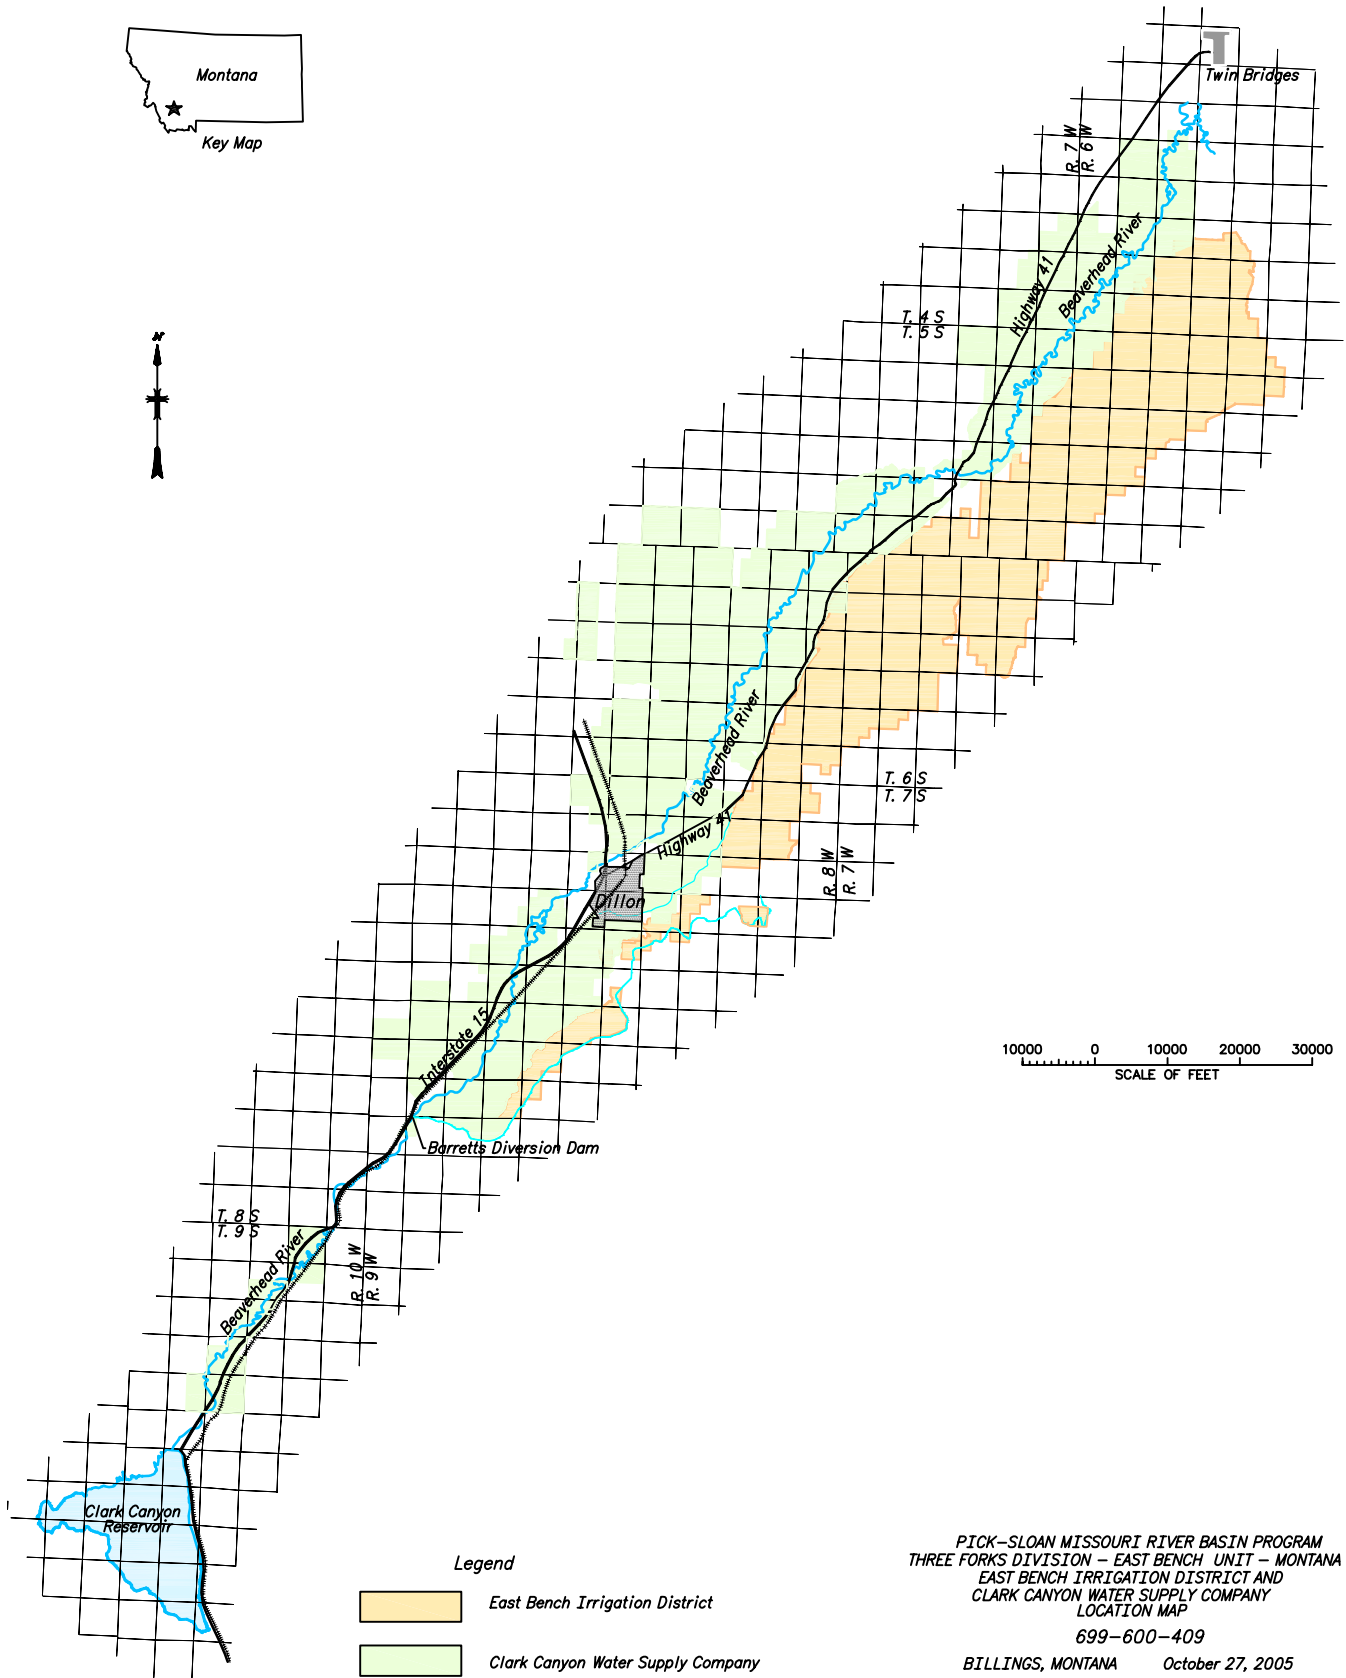 Montana
Key Map
Twin Bridges
R. 7 W
R. 6 W
Beaverhead River
Highway 41
T. 4 S
T. 5 S
N
Beaverhead River
T. 6 S
T. 7 S
Highway 41
R. 8 W
R. 7 W
Dillon
Interstate 15
10000 0 10000 20000 30000
SCALE OF FEET
Barretts Diversion Dam
T. 8 S
T. 9 S
Beaverhead River
R. 10 W
R. 9 W
Clark Canyon
Reservoir
Legend
East Bench Irrigation District
Clark Canyon Water Supply Company
PICK-SLOAN MISSOURI RIVER BASIN PROGRAM
THREE FORKS DIVISION - EAST BENCH UNIT - MONTANA
EAST BENCH IRRIGATION DISTRICT AND
CLARK CANYON WATER SUPPLY COMPANY
LOCATION MAP
699-600-409
BILLINGS, MONTANA October 27, 2005